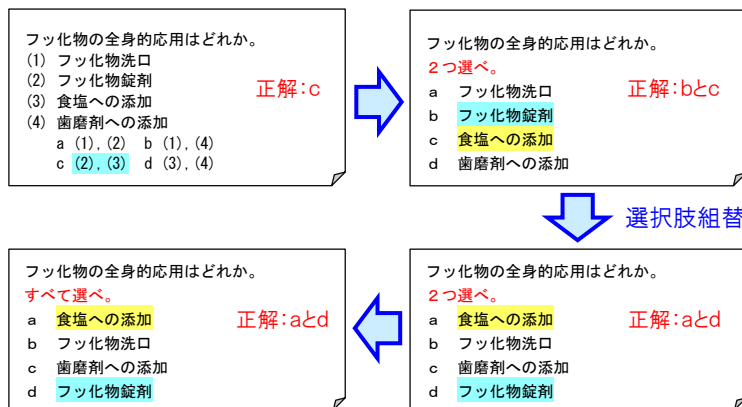 フッ化物の全身的応用はどれか。
(1) フッ化物洗口
(2) フッ化物錠剤
(3) 食塩への添加
(4) 歯磨剤への添加
a (1),(2) b (1),(4)
c (2),(3) d (3),(4)
正解:c
フッ化物の全身的応用はどれか。
2つ選べ。
a フッ化物洗口
b フッ化物錠剤
c 食塩への添加
d 歯磨剤への添加
正解:bとc
選択肢組替
フッ化物の全身的応用はどれか。
2つ選べ。
a 食塩への添加
b フッ化物洗口
c 歯磨剤への添加
d フッ化物錠剤
正解:aとd
フッ化物の全身的応用はどれか。
すべて選べ。
a 食塩への添加
b フッ化物洗口
c 歯磨剤への添加
d フッ化物錠剤
正解:aとd